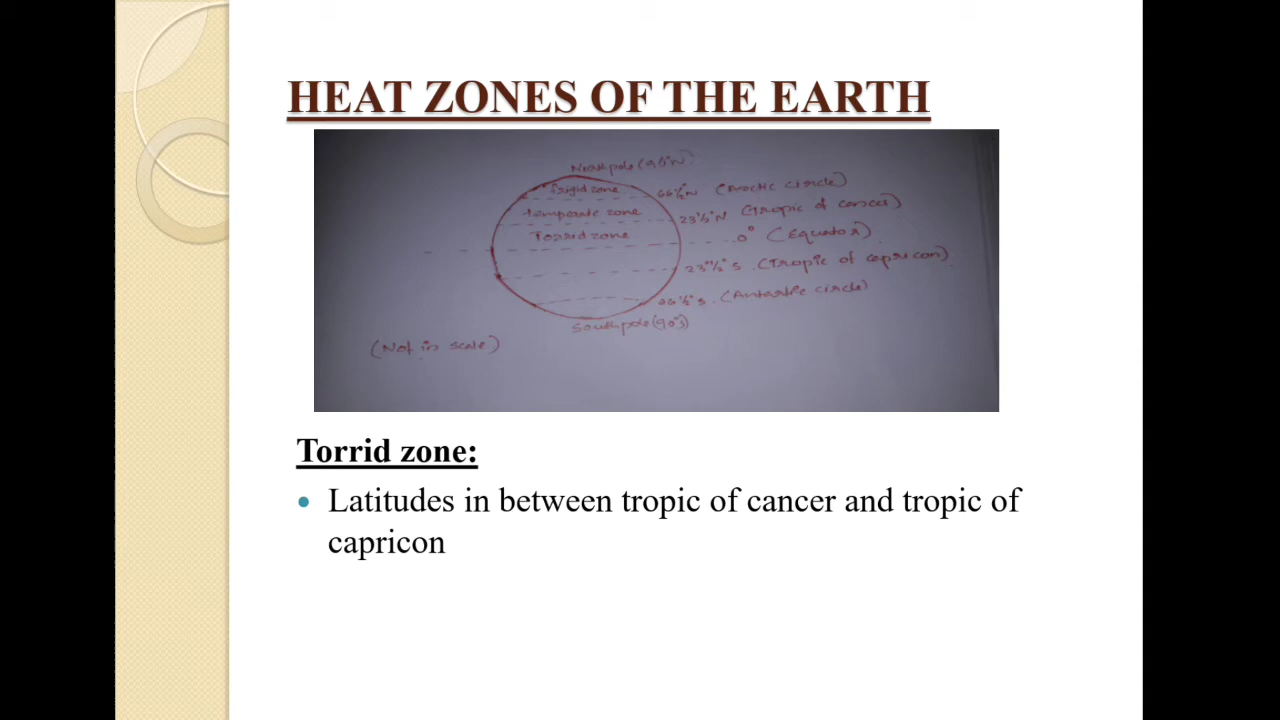 HEAT ZONES OF THE EARTH
North pole (90°N)
frigid zone
66½°N (Arctic circle)
temperate zone
23½°N (tropic of cancer)
Torrid zone
0° (Equator)
23½° S (Tropic of capricon)
66½°S (Antarctic circle)
South pole (90°S)
(Not in scale)
Torrid zone:
• Latitudes in between tropic of cancer and tropic of
capricon